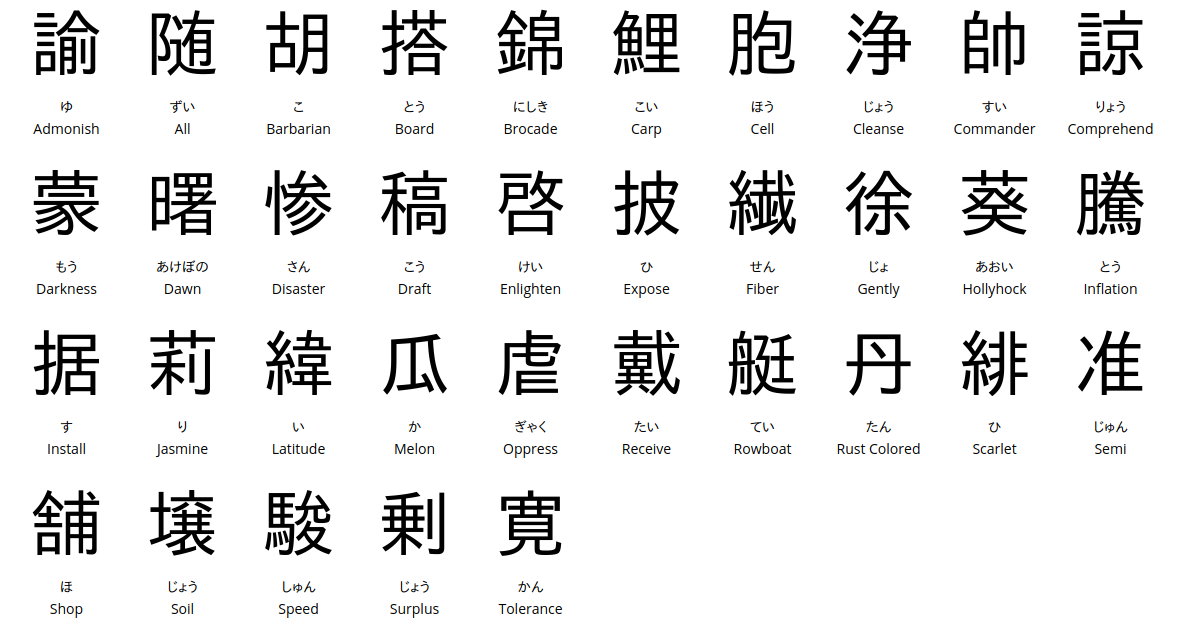 諭 随 胡 搭 錦 鯉 胞 浄 帥 諒
ゆ ずい こ とう にしき こい ほう じょう すい りょう
Admonish All Barbarian Board Brocade Carp Cell Cleanse Commander Comprehend
蒙 曙 惨 稿 啓 披 繊 徐 葵 騰
もう あけぼの さん こう けい ひ せん じょ あおい とう
Darkness Dawn Disaster Draft Enlighten Expose Fiber Gently Hollyhock Inflation
据 莉 緯 瓜 虐 戴 艇 丹 緋 准
す り い か ぎゃく たい てい たん ひ じゅん
Install Jasmine Latitude Melon Oppress Receive Rowboat Rust Colored Scarlet Semi
舗 壌 駿 剰 寛
ほ じょう しゅん じょう かん
Shop Soil Speed Surplus Tolerance